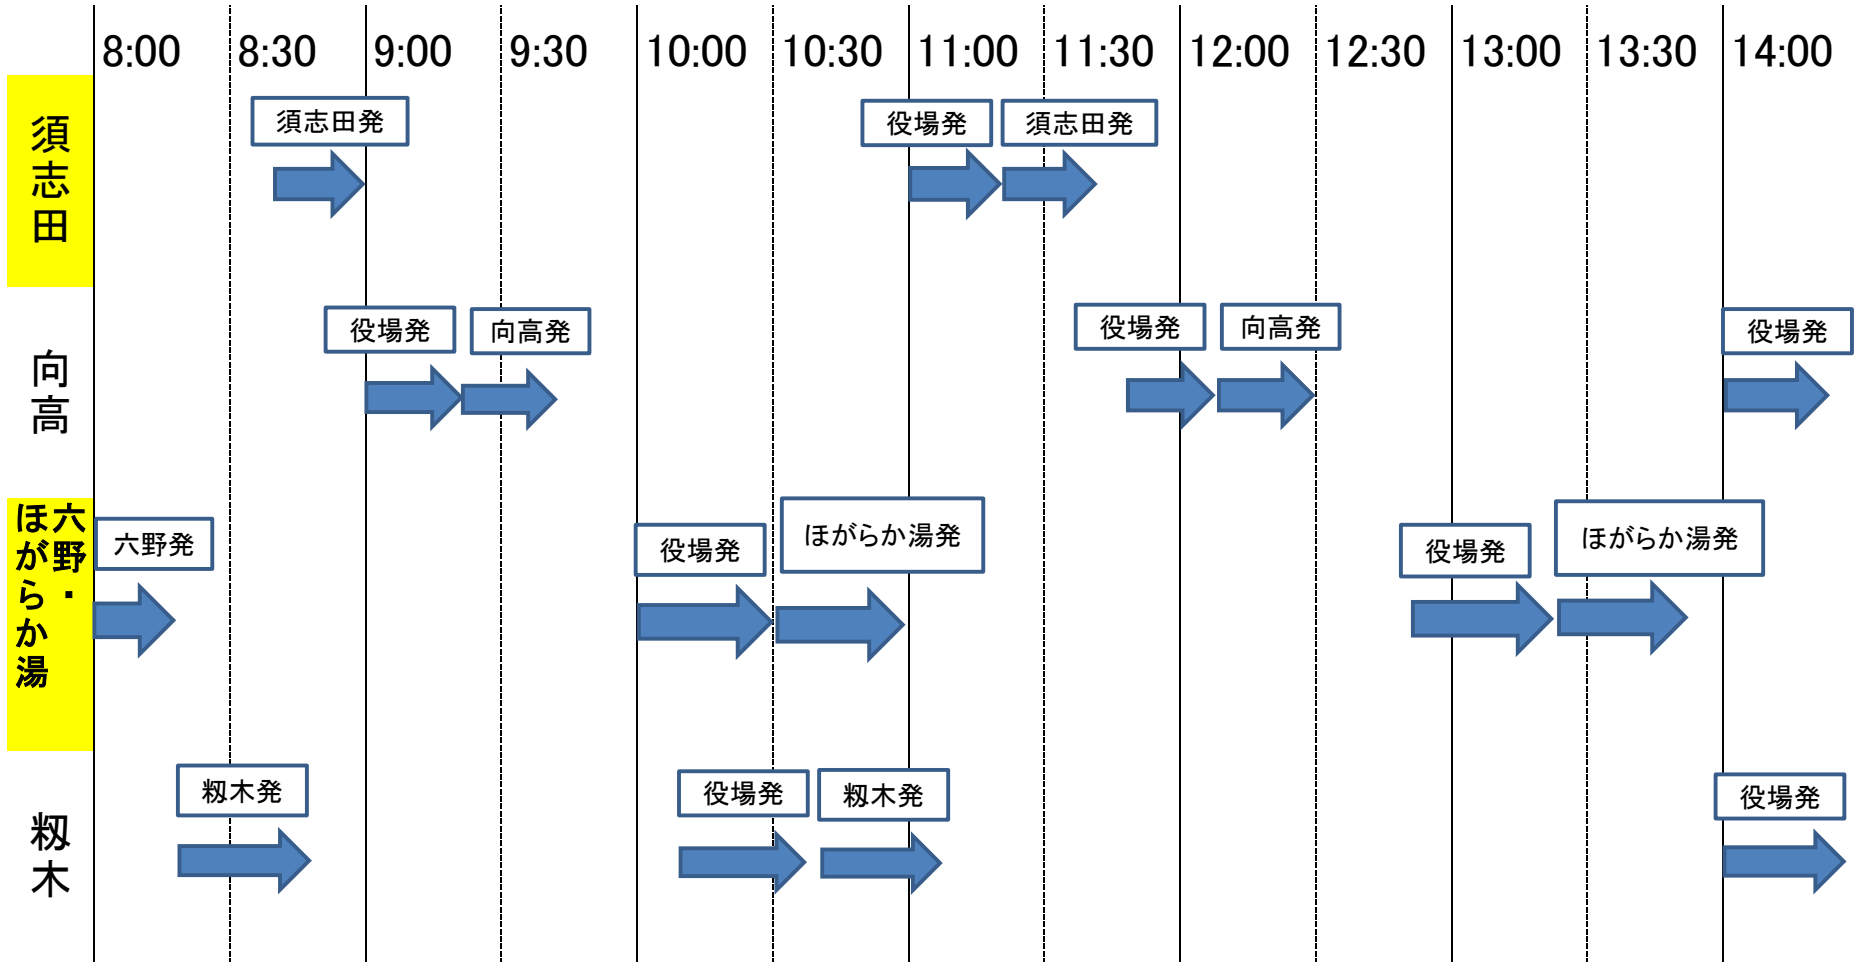 8:00 8:30 9:00 9:30 10:00 10:30 11:00 11:30 12:00 12:30 13:00 13:30 14:00
須志田
須志田発 役場発 須志田発
向高
役場発 向高発 役場発 向高発 役場発
六野・
ほがらか湯
六野発 役場発 ほがらか湯発 役場発 ほがらか湯発
籾木
籾木発 役場発 籾木発 役場発